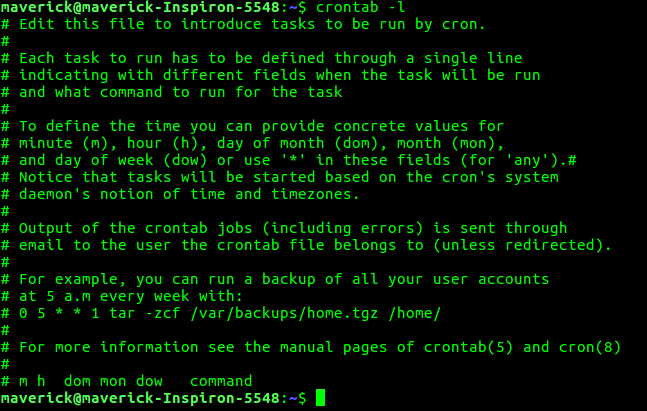 maverick@maverick-Inspiron-5548:~$ crontab -l
# Edit this file to introduce tasks to be run by cron.
#
# Each task to run has to be defined through a single line
# indicating with different fields when the task will be run
# and what command to run for the task
#
# To define the time you can provide concrete values for
# minute (m), hour (h), day of month (dom), month (mon),
# and day of week (dow) or use '*' in these fields (for 'any').#
# Notice that tasks will be started based on the cron's system
# daemon's notion of time and timezones.
#
# Output of the crontab jobs (including errors) is sent through
# email to the user the crontab file belongs to (unless redirected).
#
# For example, you can run a backup of all your user accounts
# at 5 a.m every week with:
# 0 5 * * 1 tar -zcf /var/backups/home.tgz /home/
#
# For more information see the manual pages of crontab(5) and cron(8)
#
# m h  dom mon dow   command
maverick@maverick-Inspiron-5548:~$